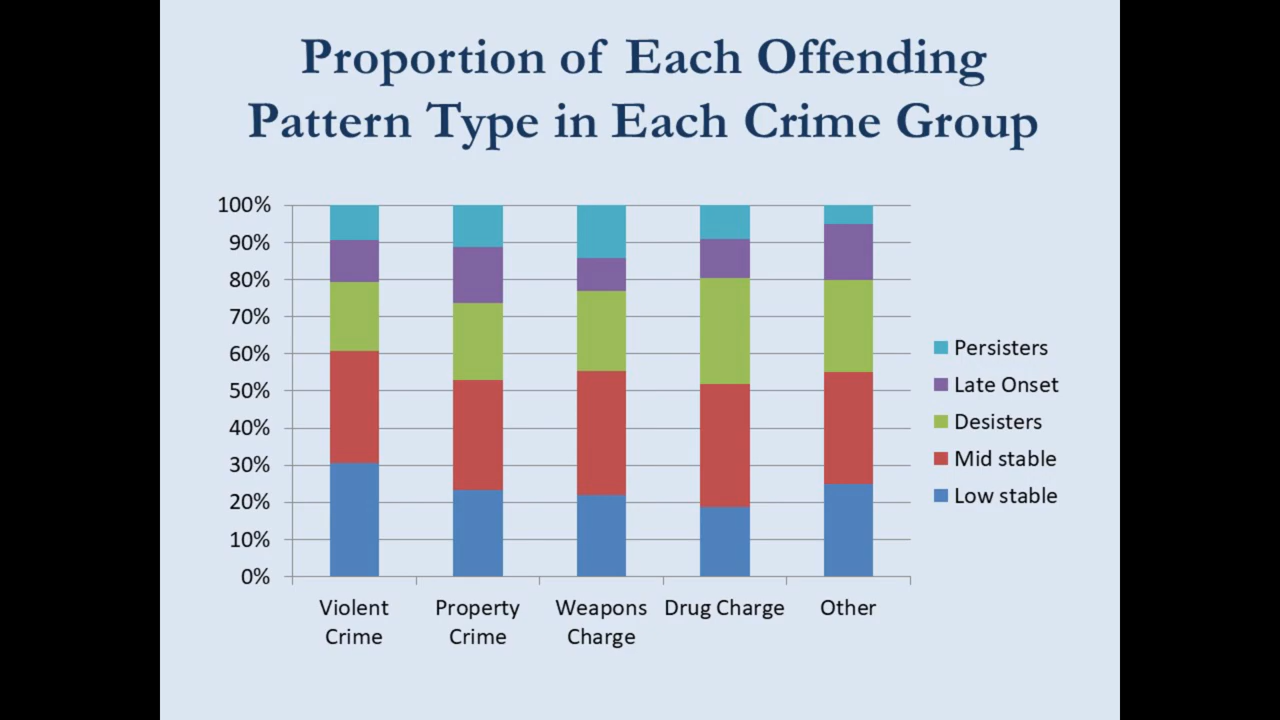 Proportion of Each Offending
Pattern Type in Each Crime Group
100%
90%
80%
70%
60%
50%
40%
30%
20%
10%
0%
Violent
Crime
Property
Crime
Weapons
Charge
Drug Charge
Other
Persisters
Late Onset
Desisters
Mid stable
Low stable